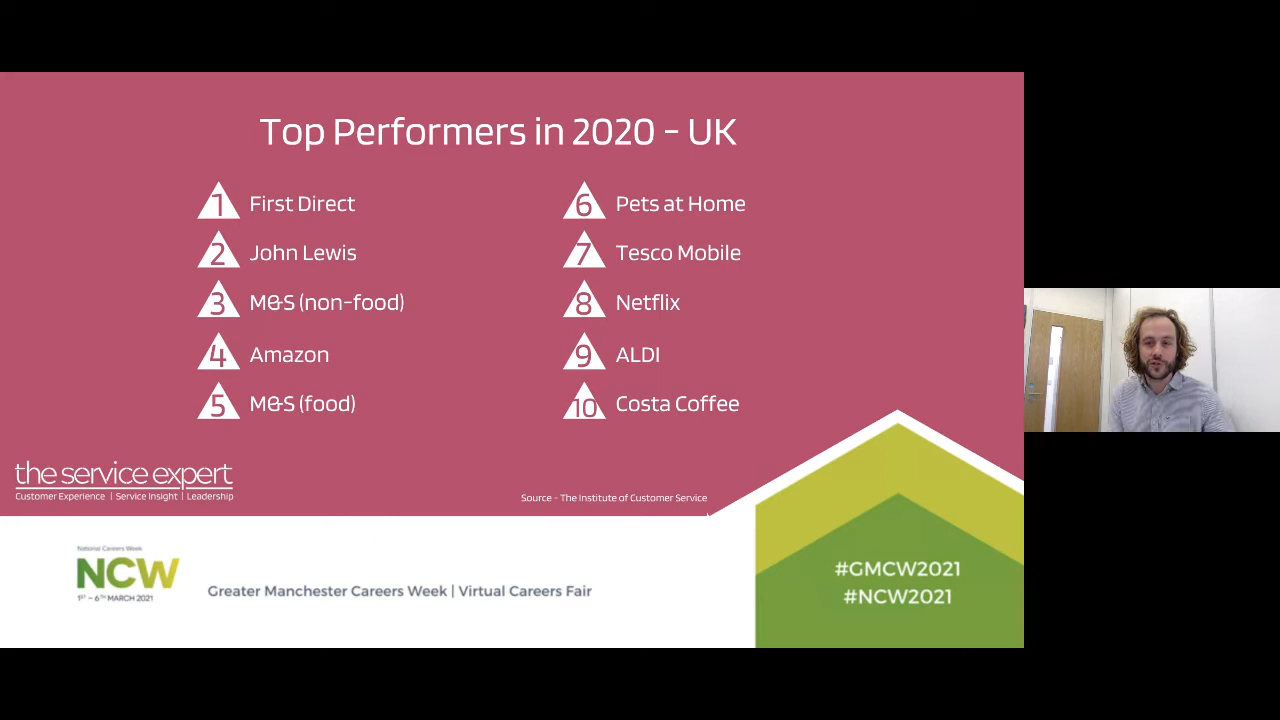 Top Performers in 2020 - UK
1 First Direct
2 John Lewis
3 M&S (non-food)
4 Amazon
5 M&S (food)
6 Pets at Home
7 Tesco Mobile
8 Netflix
9 ALDI
10 Costa Coffee
the service expert
Customer Experience | Service Insight | Leadership
Source - The Institute of Customer Service
National Careers Week
NCW
1ST - 6TH MARCH 2021
Greater Manchester Careers Week | Virtual Careers Fair
#GMCW2021
#NCW2021